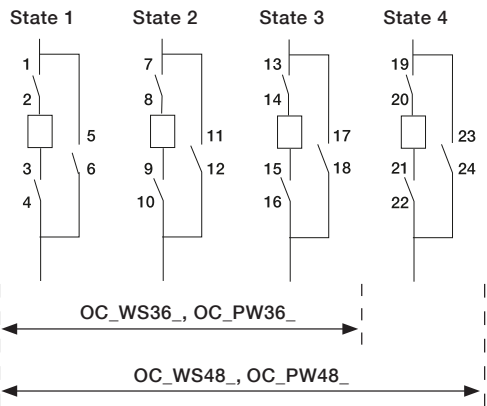 State 1 State 2 State 3 State 4
1 7 13 19
2 8 14 20
5 11 17 23
3 6 9 12 15 18 21 24
4 10 16 22
OC_WS36_, OC_PW36_
OC_WS48_, OC_PW48_